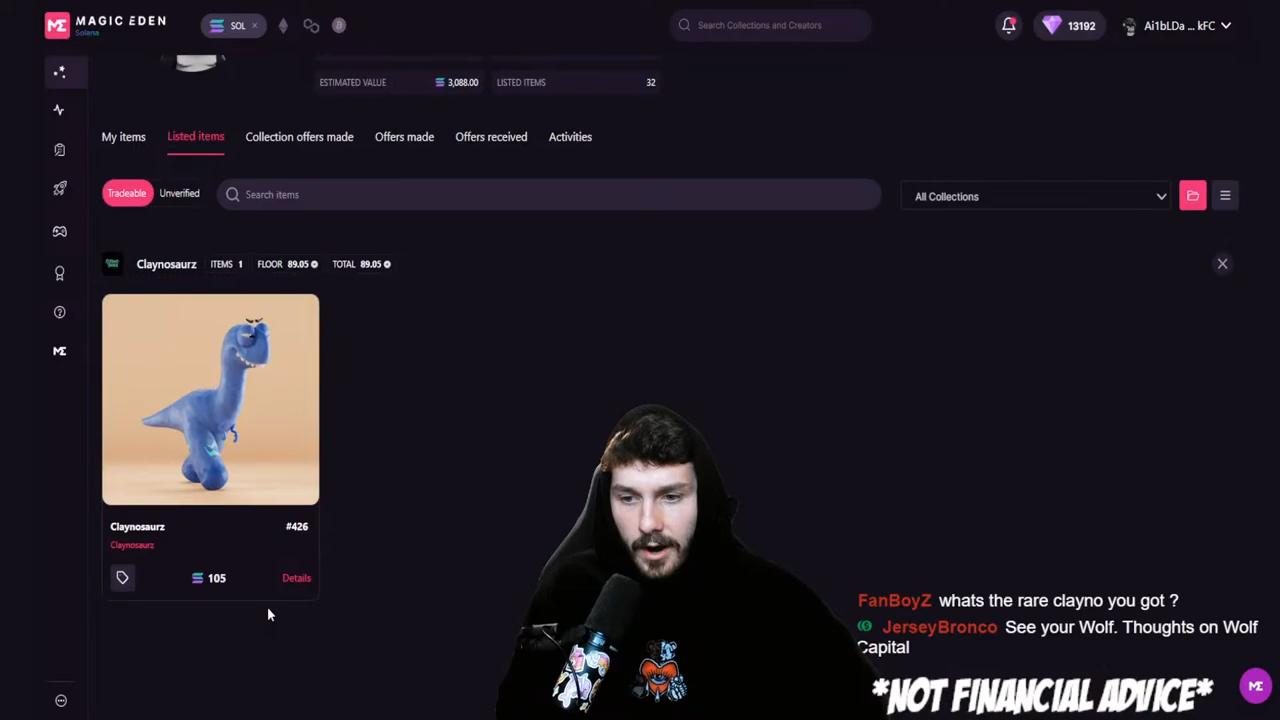 ME MAGIC EDEN
Solana
SOL ×
Search Collections and Creators
13192
Ai1bLDa ... kFC
ESTIMATED VALUE 3,088.00
LISTED ITEMS 32
My items Listed items Collection offers made Offers made Offers received Activities
Tradeable Unverified
Search items
All Collections
Claynosaurz ITEMS 1 FLOOR 89.05 TOTAL 89.05
Claynosaurz #426
Claynosaurz
105 Details
ME
FanBoyZ whats the rare clayno you got ?
JerseyBronco See your Wolf. Thoughts on Wolf
Capital
*NOT FINANCIAL ADVICE*
ME